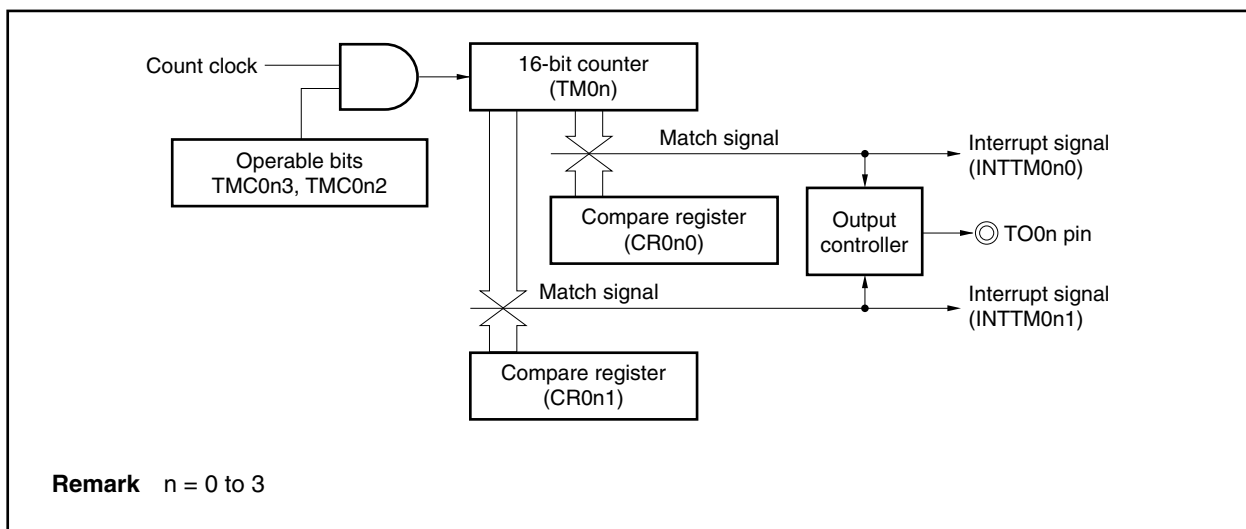 Count clock
16-bit counter
(TM0n)
Operable bits
TMC0n3, TMC0n2
Match signal
Interrupt signal
(INTTM0n0)
Compare register
(CR0n0)
Output
controller
TO0n pin
Match signal
Interrupt signal
(INTTM0n1)
Compare register
(CR0n1)
Remark n = 0 to 3